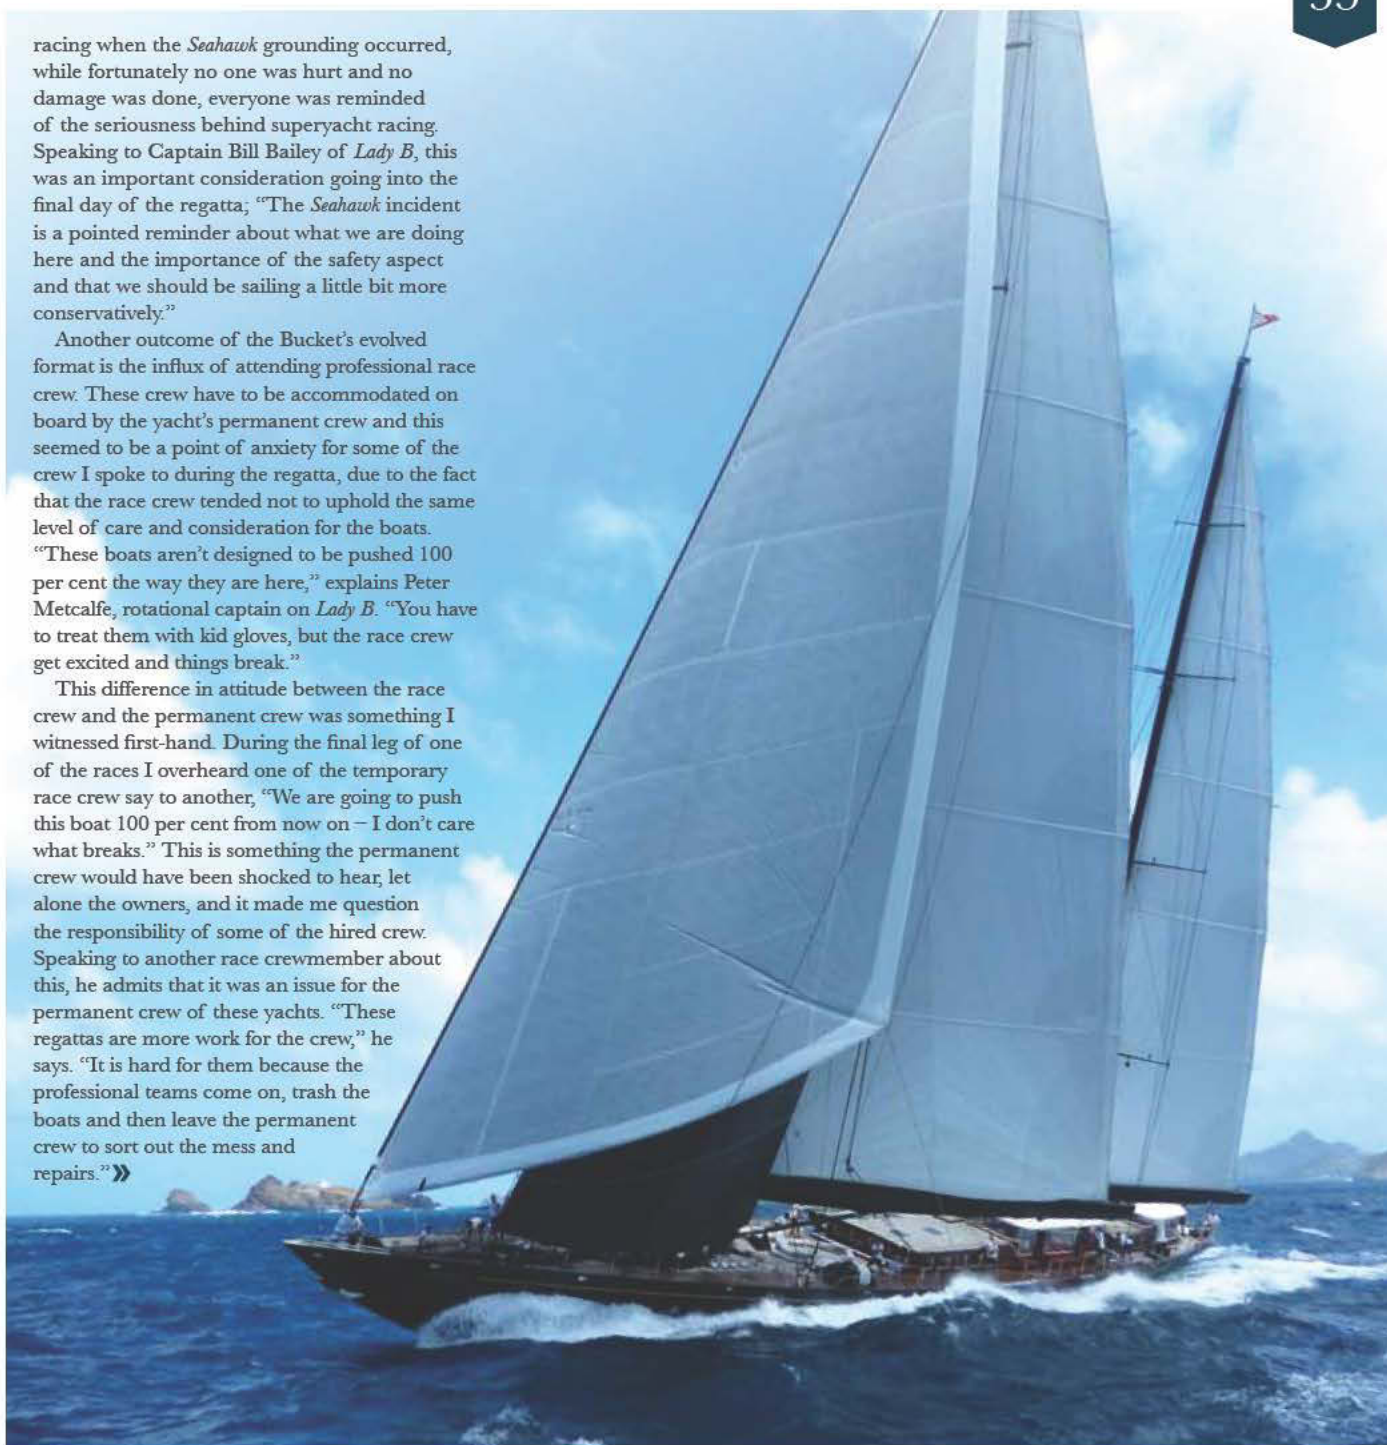 racing when the Seahawk grounding occurred,
while fortunately no one was hurt and no
damage was done, everyone was reminded
of the seriousness behind superyacht racing.
Speaking to Captain Bill Bailey of Lady B, this
was an important consideration going into the
final day of the regatta; “The Seahawk incident
is a pointed reminder about what we are doing
here and the importance of the safety aspect
and that we should be sailing a little bit more
conservatively.”
Another outcome of the Bucket’s evolved
format is the influx of attending professional race
crew. These crew have to be accommodated on
board by the yacht’s permanent crew and this
seemed to be a point of anxiety for some of the
crew I spoke to during the regatta, due to the fact
that the race crew tended not to uphold the same
level of care and consideration for the boats.
“These boats aren’t designed to be pushed 100
per cent the way they are here,” explains Peter
Metcalfe, rotational captain on Lady B. “You have
to treat them with kid gloves, but the race crew
get excited and things break.”
This difference in attitude between the race
crew and the permanent crew was something I
witnessed first-hand. During the final leg of one
of the races I overheard one of the temporary
race crew say to another, “We are going to push
this boat 100 per cent from now on – I don’t care
what breaks.” This is something the permanent
crew would have been shocked to hear, let
alone the owners, and it made me question
the responsibility of some of the hired crew.
Speaking to another race crewmember about
this, he admits that it was an issue for the
permanent crew of these yachts. “These
regattas are more work for the crew,” he
says. “It is hard for them because the
professional teams come on, trash the
boats and then leave the permanent
crew to sort out the mess and
repairs.”»